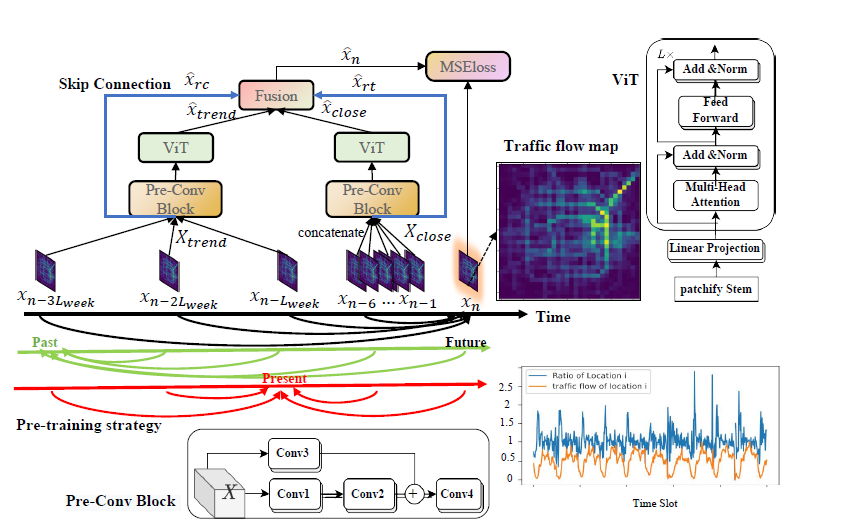 x̂_n
MSEloss
Skip Connection
x̂_rc
x̂_rt
Fusion
x̂_trend
x̂_close
ViT
ViT
Pre-Conv
Block
Pre-Conv
Block
X_trend
concatenate
X_close
x_{n-3L_week}
x_{n-2L_week}
x_{n-L_week}
x_{n-6} ... x_{n-1}
x_n
Time
Traffic flow map
ViT
L×
Add &Norm
Feed
Forward
Add &Norm
Multi-Head
Attention
Linear Projection
patchify Stem
Past
Future
Present
Pre-training strategy
Pre-Conv Block
X
Conv3
Conv1
Conv2
+
Conv4
Ratio of Location i
traffic flow of location i
2.5
2
1.5
1
0.5
0
Time Slot